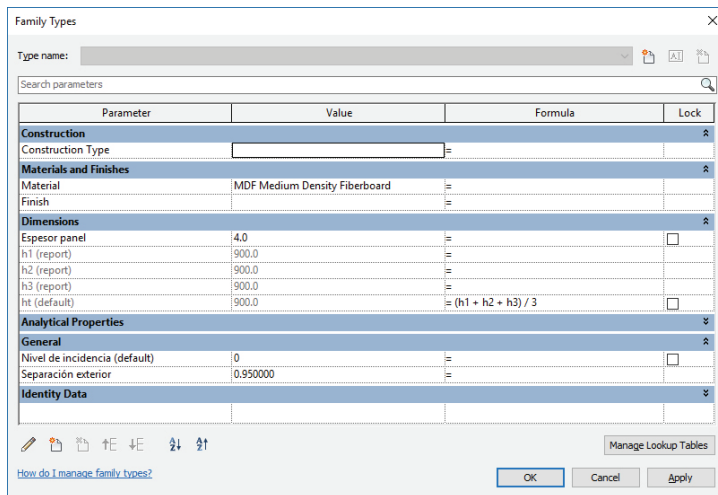 Family Types
Type name:
Search parameters
Parameter Value Formula Lock
Construction
Construction Type =
Materials and Finishes
Material MDF Medium Density Fiberboard =
Finish =
Dimensions
Espesor panel 4.0 =
h1 (report) 900.0 =
h2 (report) 900.0 =
h3 (report) 900.0 =
ht (default) 900.0 = (h1 + h2 + h3) / 3
Analytical Properties
General
Nivel de incidencia (default) 0 =
Separación exterior 0.950000 =
Identity Data
Manage Lookup Tables
How do I manage family types?
OK Cancel Apply